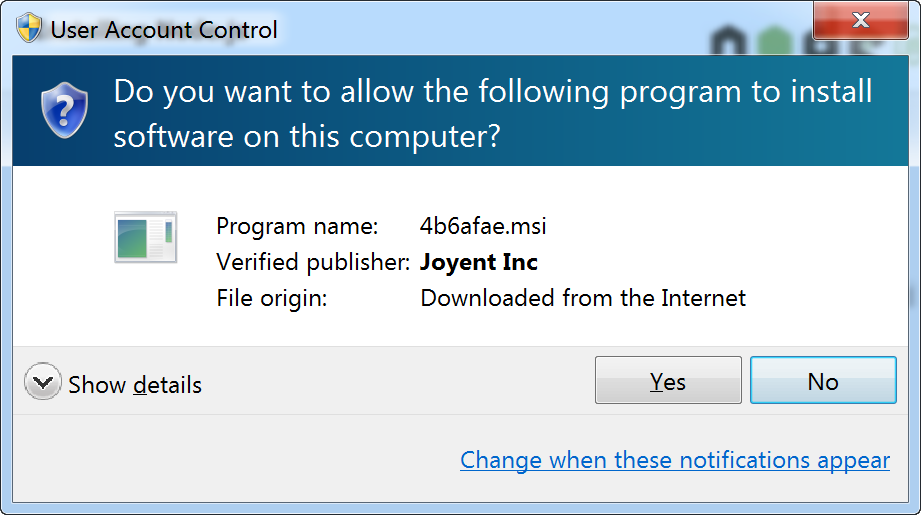 User Account Control
Do you want to allow the following program to install
software on this computer?
Program name: 4b6afae.msi
Verified publisher: Joyent Inc
File origin: Downloaded from the Internet
Show details
Yes
No
Change when these notifications appear